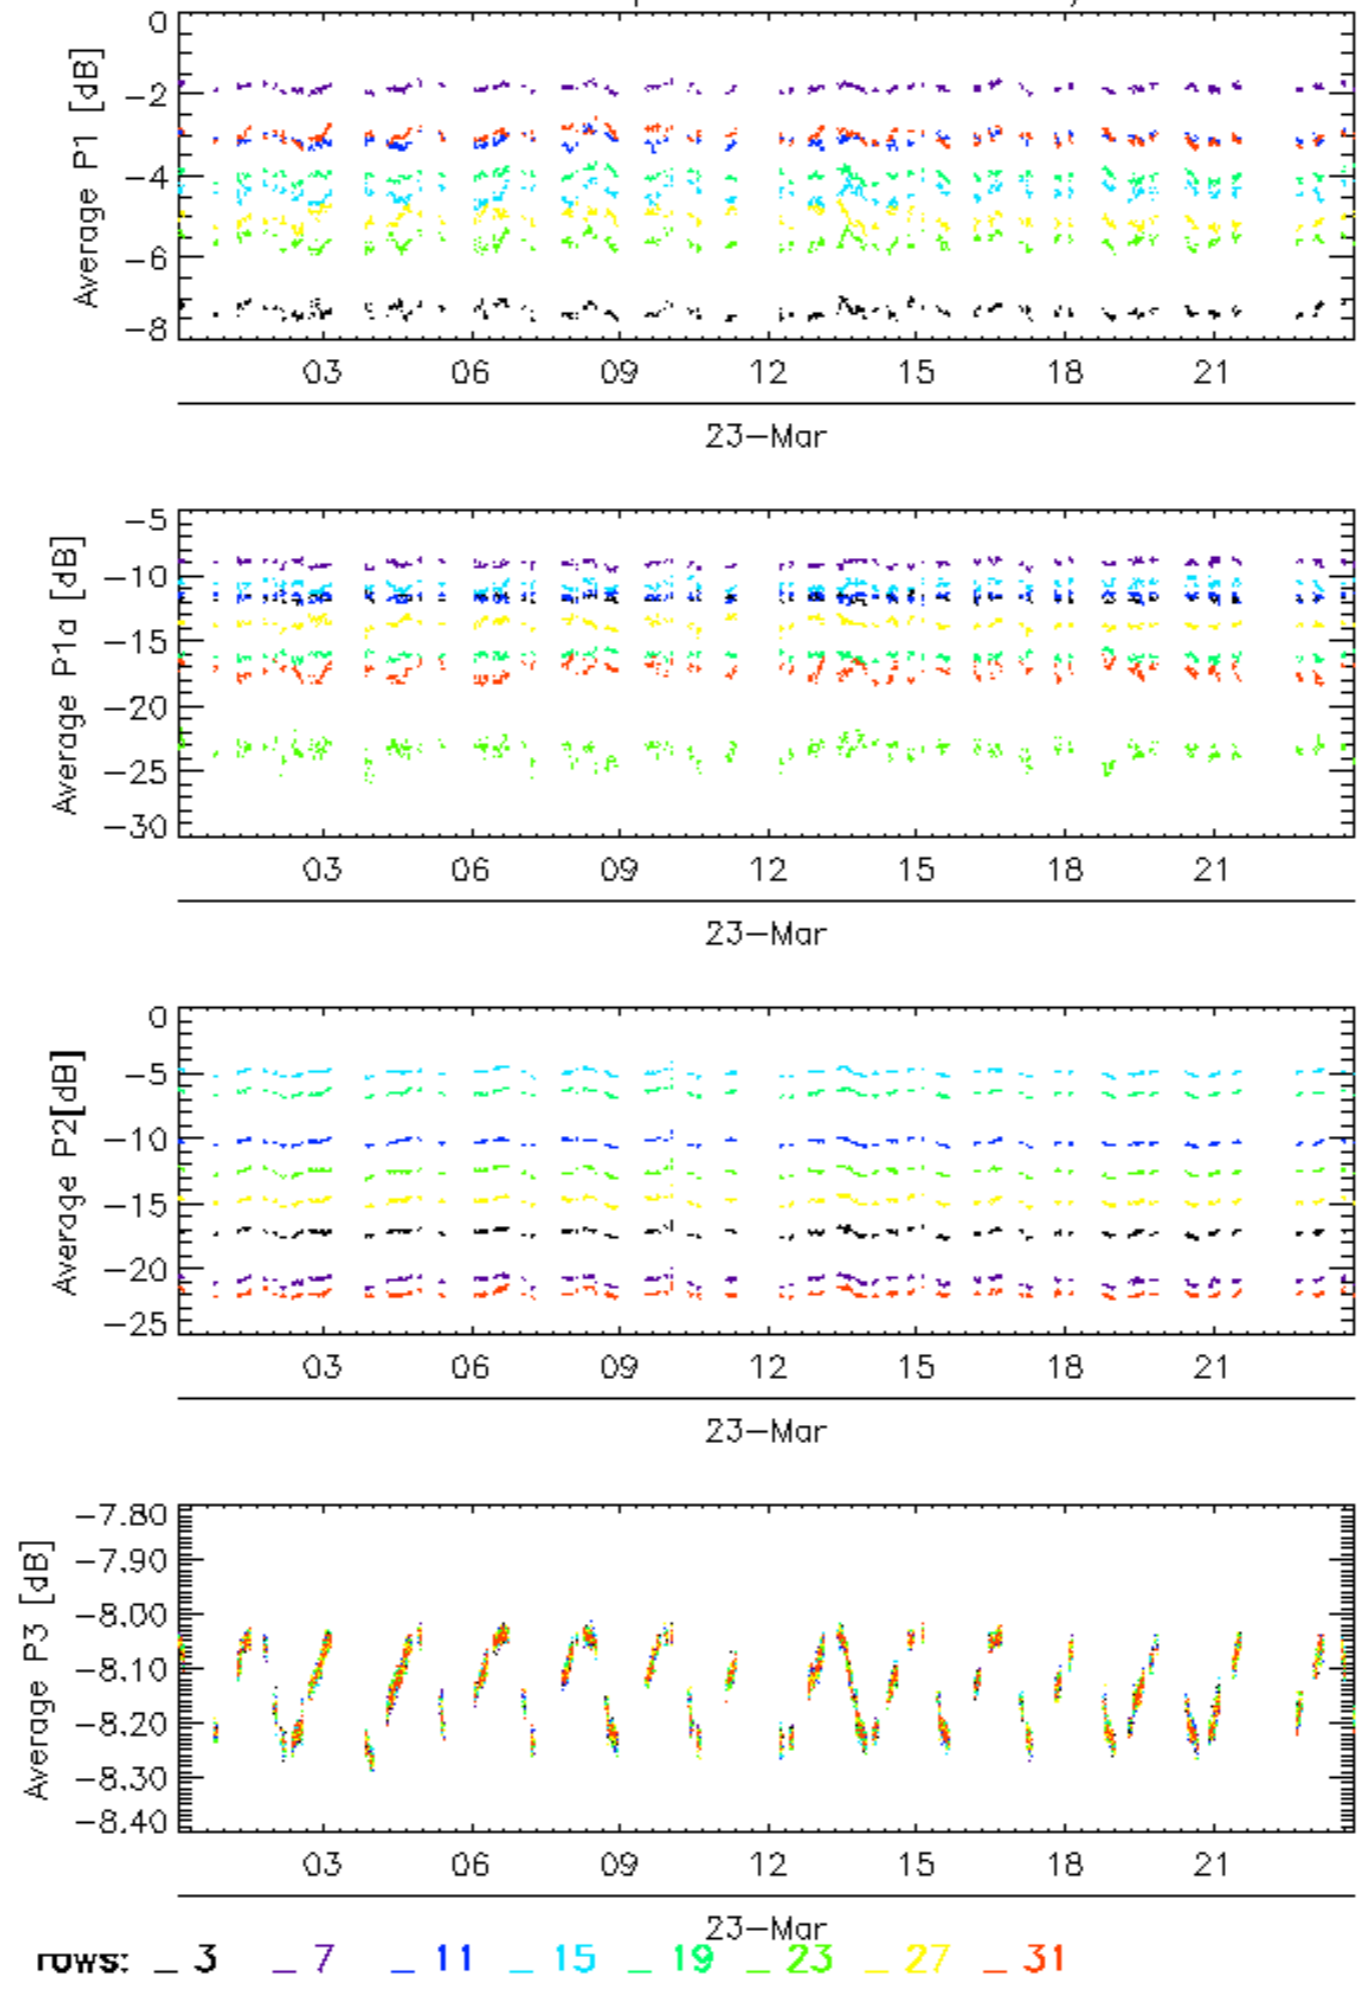 0
-2
-4
-6
-8
Average P1 [dB]
03 06 09 12 15 18 21
23-Mar
-5
-10
-15
-20
-25
-30
Average P1a [dB]
03 06 09 12 15 18 21
23-Mar
0
-5
-10
-15
-20
-25
Average P2[dB]
03 06 09 12 15 18 21
23-Mar
-7.80
-7.90
-8.00
-8.10
-8.20
-8.30
-8.40
Average P3 [dB]
03 06 09 12 15 18 21
23-Mar
rows: _ 3 _ 7 _ 11 _ 15 _ 19 _ 23 _ 27 _ 31